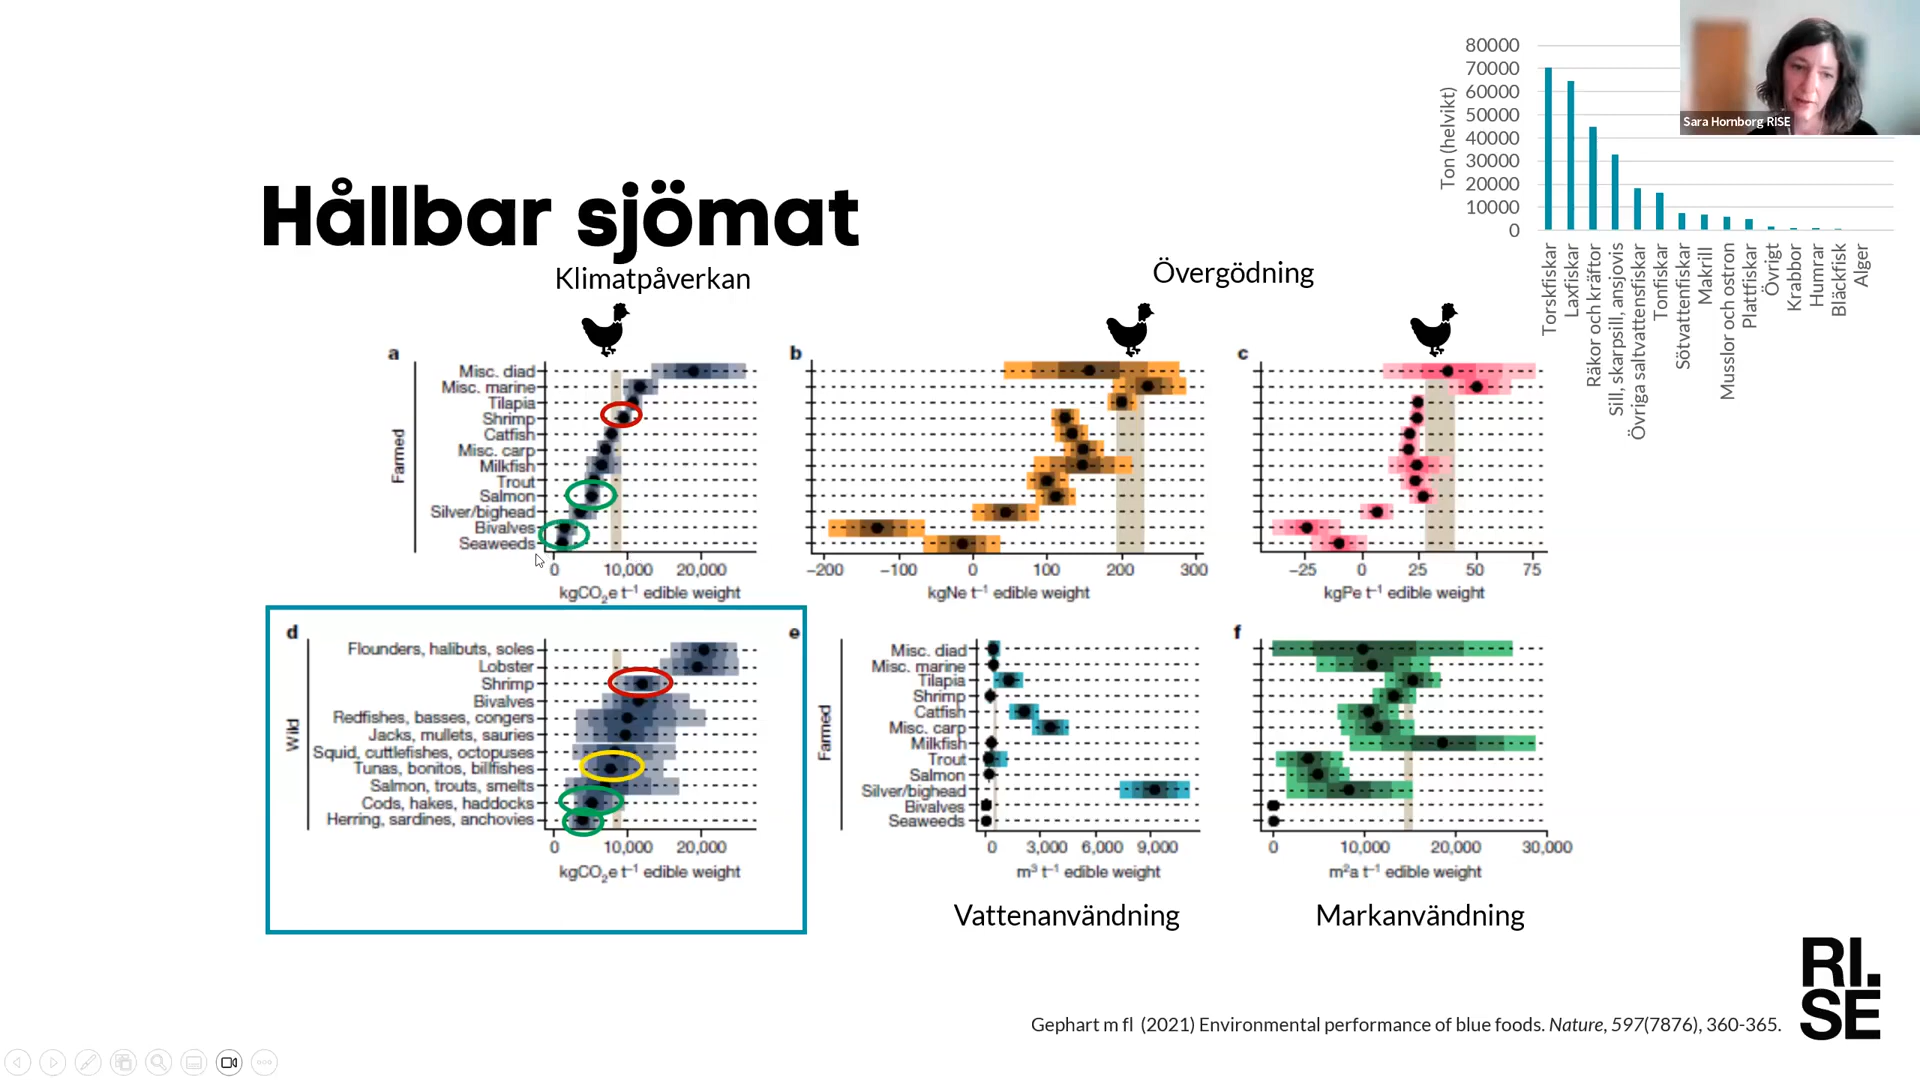 80000
70000
60000
50000
40000
30000
20000
10000
0
Ton (helvikt)
Torskfiskar
Laxfiskar
Räkor och kräftor
Sill, skarpsill, ansjovis
Övriga saltvattensfiskar
Tonfiskar
Sötvattenfiskar
Makrill
Musslor och ostron
Plattfiskar
Övrigt
Krabbor
Humrar
Bläckfisk
Alger
Sara Hornborg RISE
Hållbar sjömat
Klimatpåverkan
Övergödning
a
Farmed
Misc. diad
Misc. marine
Tilapia
Shrimp
Catfish
Misc. carp
Milkfish
Trout
Salmon
Silver/bighead
Bivalves
Seaweeds
0 10,000 20,000
kgCO₂e t⁻¹ edible weight
b
−200 −100 0 100 200 300
kgNe t⁻¹ edible weight
c
−25 0 25 50 75
kgPe t⁻¹ edible weight
d
Wild
Flounders, halibuts, soles
Lobster
Shrimp
Bivalves
Redfishes, basses, congers
Jacks, mullets, sauries
Squid, cuttlefishes, octopuses
Tunas, bonitos, billfishes
Salmon, trouts, smelts
Cods, hakes, haddocks
Herring, sardines, anchovies
0 10,000 20,000
kgCO₂e t⁻¹ edible weight
e
Farmed
Misc. diad
Misc. marine
Tilapia
Shrimp
Catfish
Misc. carp
Milkfish
Trout
Salmon
Silver/bighead
Bivalves
Seaweeds
0 3,000 6,000 9,000
m³ t⁻¹ edible weight
f
0 10,000 20,000 30,000
m²a t⁻¹ edible weight
Vattenanvändning
Markanvändning
Gephart m fl (2021) Environmental performance of blue foods. Nature, 597(7876), 360-365.
RI.
SE